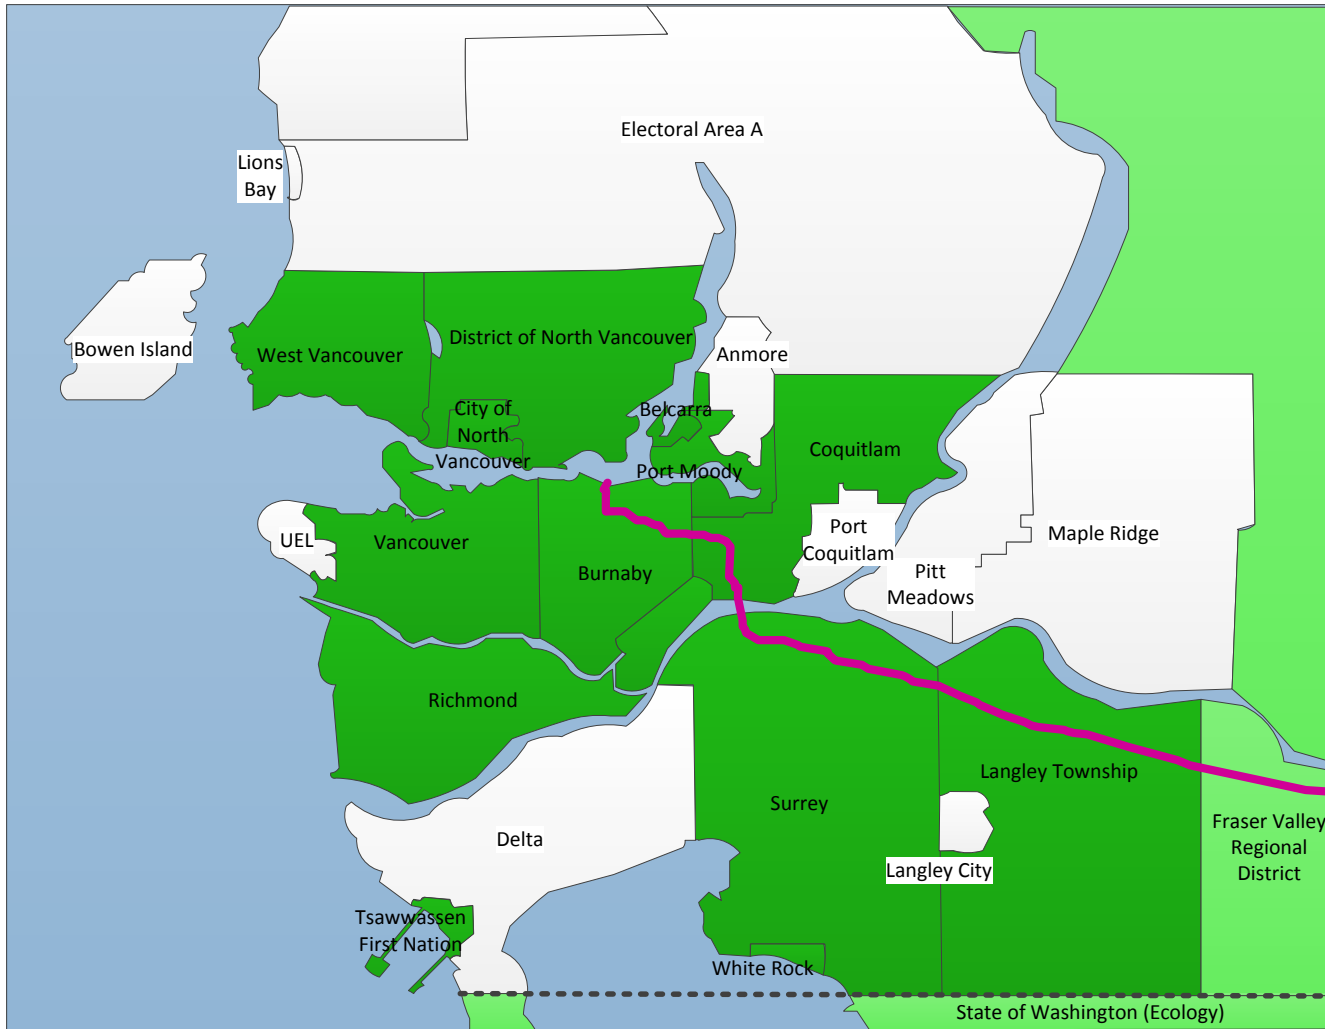 Electoral Area A
Lions
Bay
Bowen Island
West Vancouver
District of North Vancouver
Anmore
City of
North
Vancouver
Belcarra
Port Moody
Coquitlam
UEL
Vancouver
Burnaby
Port
Coquitlam
Pitt
Meadows
Maple Ridge
Richmond
Delta
Surrey
Langley Township
Langley City
Fraser Valley
Regional
District
Tsawwassen
First Nation
White Rock
State of Washington (Ecology)